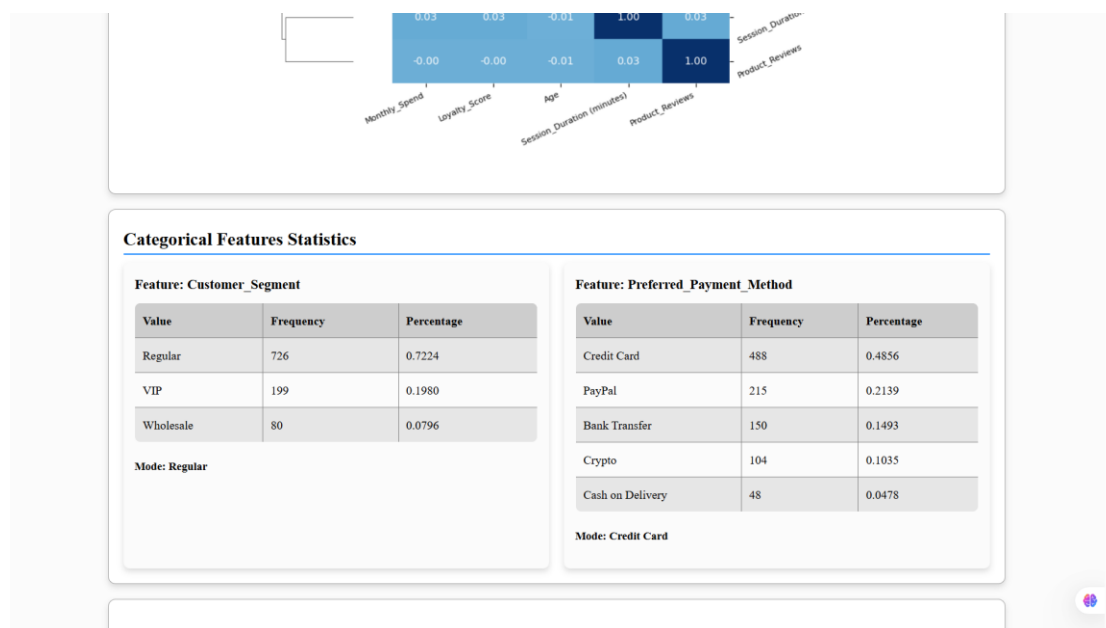 0.03 0.03 -0.01 1.00 0.03
Session_Duration
-0.00 -0.00 -0.01 0.03 1.00
Product_Reviews
Monthly_Spend Loyalty_Score Age Session_Duration (minutes) Product_Reviews
Categorical Features Statistics
Feature: Customer_Segment
Value Frequency Percentage
Regular 726 0.7224
VIP 199 0.1980
Wholesale 80 0.0796
Mode: Regular
Feature: Preferred_Payment_Method
Value Frequency Percentage
Credit Card 488 0.4856
PayPal 215 0.2139
Bank Transfer 150 0.1493
Crypto 104 0.1035
Cash on Delivery 48 0.0478
Mode: Credit Card